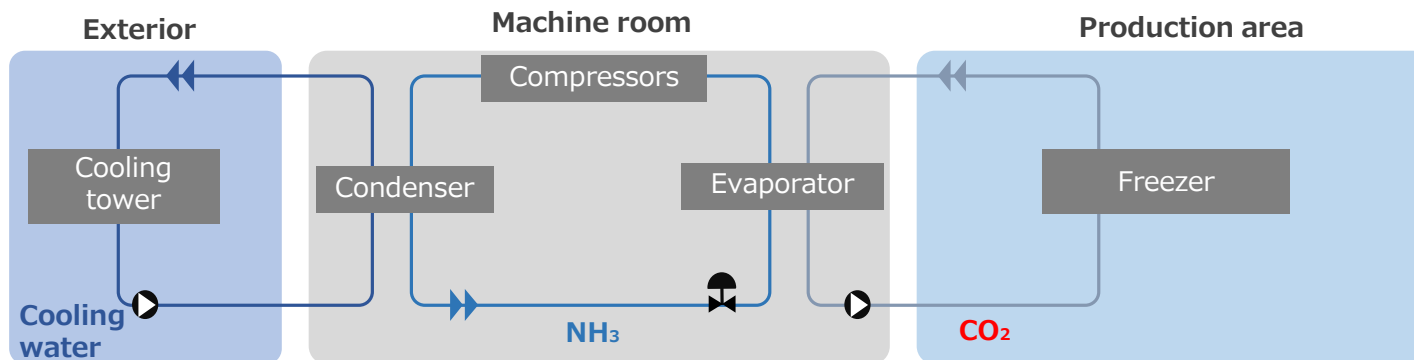 Exterior
Machine room
Production area
Compressors
Cooling
tower
Condenser
Evaporator
Freezer
Cooling
water
NH₃
CO₂